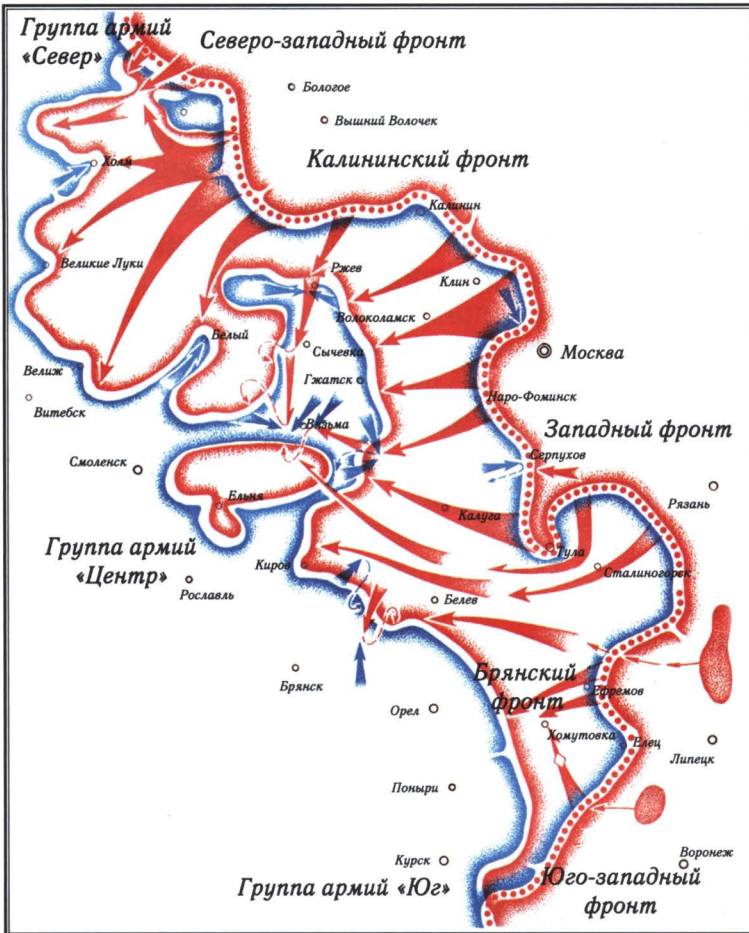 Группа армий
«Север»
Северо-западный фронт
Бологое
Вышний Волочек
Калининский фронт
Холм
Калинин
Великие Луки
Ржев
Клин
Волоколамск
Белый
Сычевка
Москва
Велиж
Гжатск
Витебск
Наро-Фоминск
Вязьма
Западный фронт
Смоленск
Серпухов
Ельня
Рязань
Калуга
Группа армий
«Центр»
Тула
Киров
Сталиногорск
Рославль
Белев
Брянск
Брянский
фронт
Ефремов
Орел
Хомутовка
Елец
Липецк
Поныри
Курск
Воронеж
Группа армий «Юг»
Юго-западный
фронт